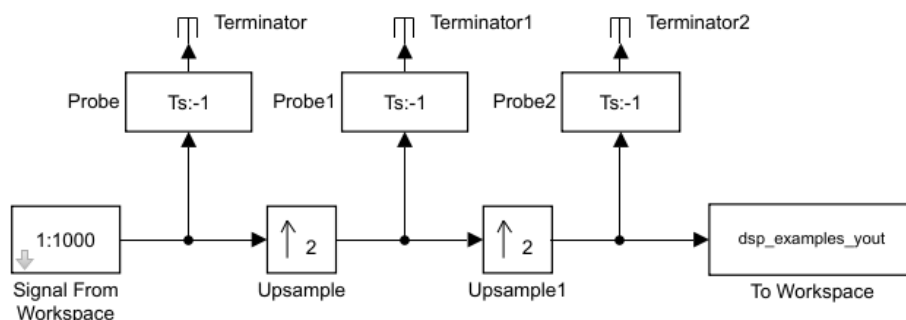 Terminator
Terminator1
Terminator2
Probe
Ts:-1
Probe1
Ts:-1
Probe2
Ts:-1
1:1000
2
2
dsp_examples_yout
Signal From
Workspace
Upsample
Upsample1
To Workspace